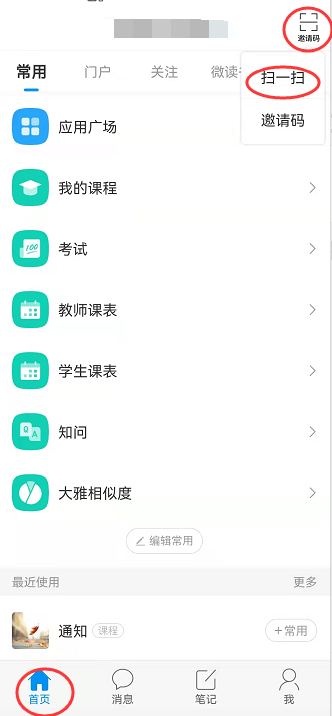 邀请码
常用 门户 关注 微读
扫一扫
邀请码
应用广场
我的课程
100
考试
教师课表
学生课表
Q A
知问
大雅相似度
编辑常用
最近使用 更多
通知 课程 +常用
首页 消息 笔记 我